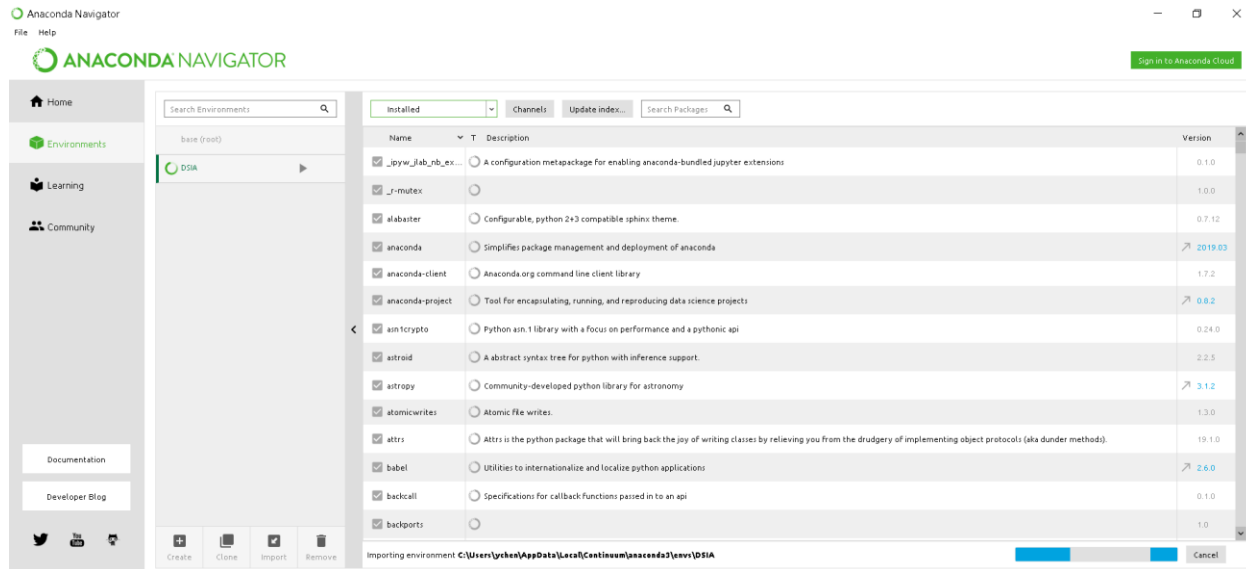 Anaconda Navigator
File Help
ANACONDA NAVIGATOR
Sign in to Anaconda Cloud
Home
Environments
Learning
Community
Documentation
Developer Blog
You Tube
Search Environments
base (root)
DSIA
Create Clone Import Remove
Installed Channels Update index... Search Packages
Name T Description Version
_ipyw_jlab_nb_ex... A configuration metapackage for enabling anaconda-bundled jupyter extensions 0.1.0
_r-mutex 1.0.0
alabaster Configurable, python 2+3 compatible sphinx theme. 0.7.12
anaconda Simplifies package management and deployment of anaconda 2019.03
anaconda-client Anaconda.org command line client library 1.7.2
anaconda-project Tool for encapsulating, running, and reproducing data science projects 0.8.2
asn1crypto Python asn.1 library with a focus on performance and a pythonic api 0.24.0
astroid A abstract syntax tree for python with inference support. 2.2.5
astropy Community-developed python library for astronomy 3.1.2
atomicwrites Atomic file writes. 1.3.0
attrs Attrs is the python package that will bring back the joy of writing classes by relieving you from the drudgery of implementing object protocols (aka dunder methods). 19.1.0
babel Utilities to internationalize and localize python applications 2.6.0
backcall Specifications for callback functions passed in to an api 0.1.0
backports 1.0
Importing environment C:\Users\ychen\AppData\Local\Continuum\anaconda3\envs\DSIA Cancel